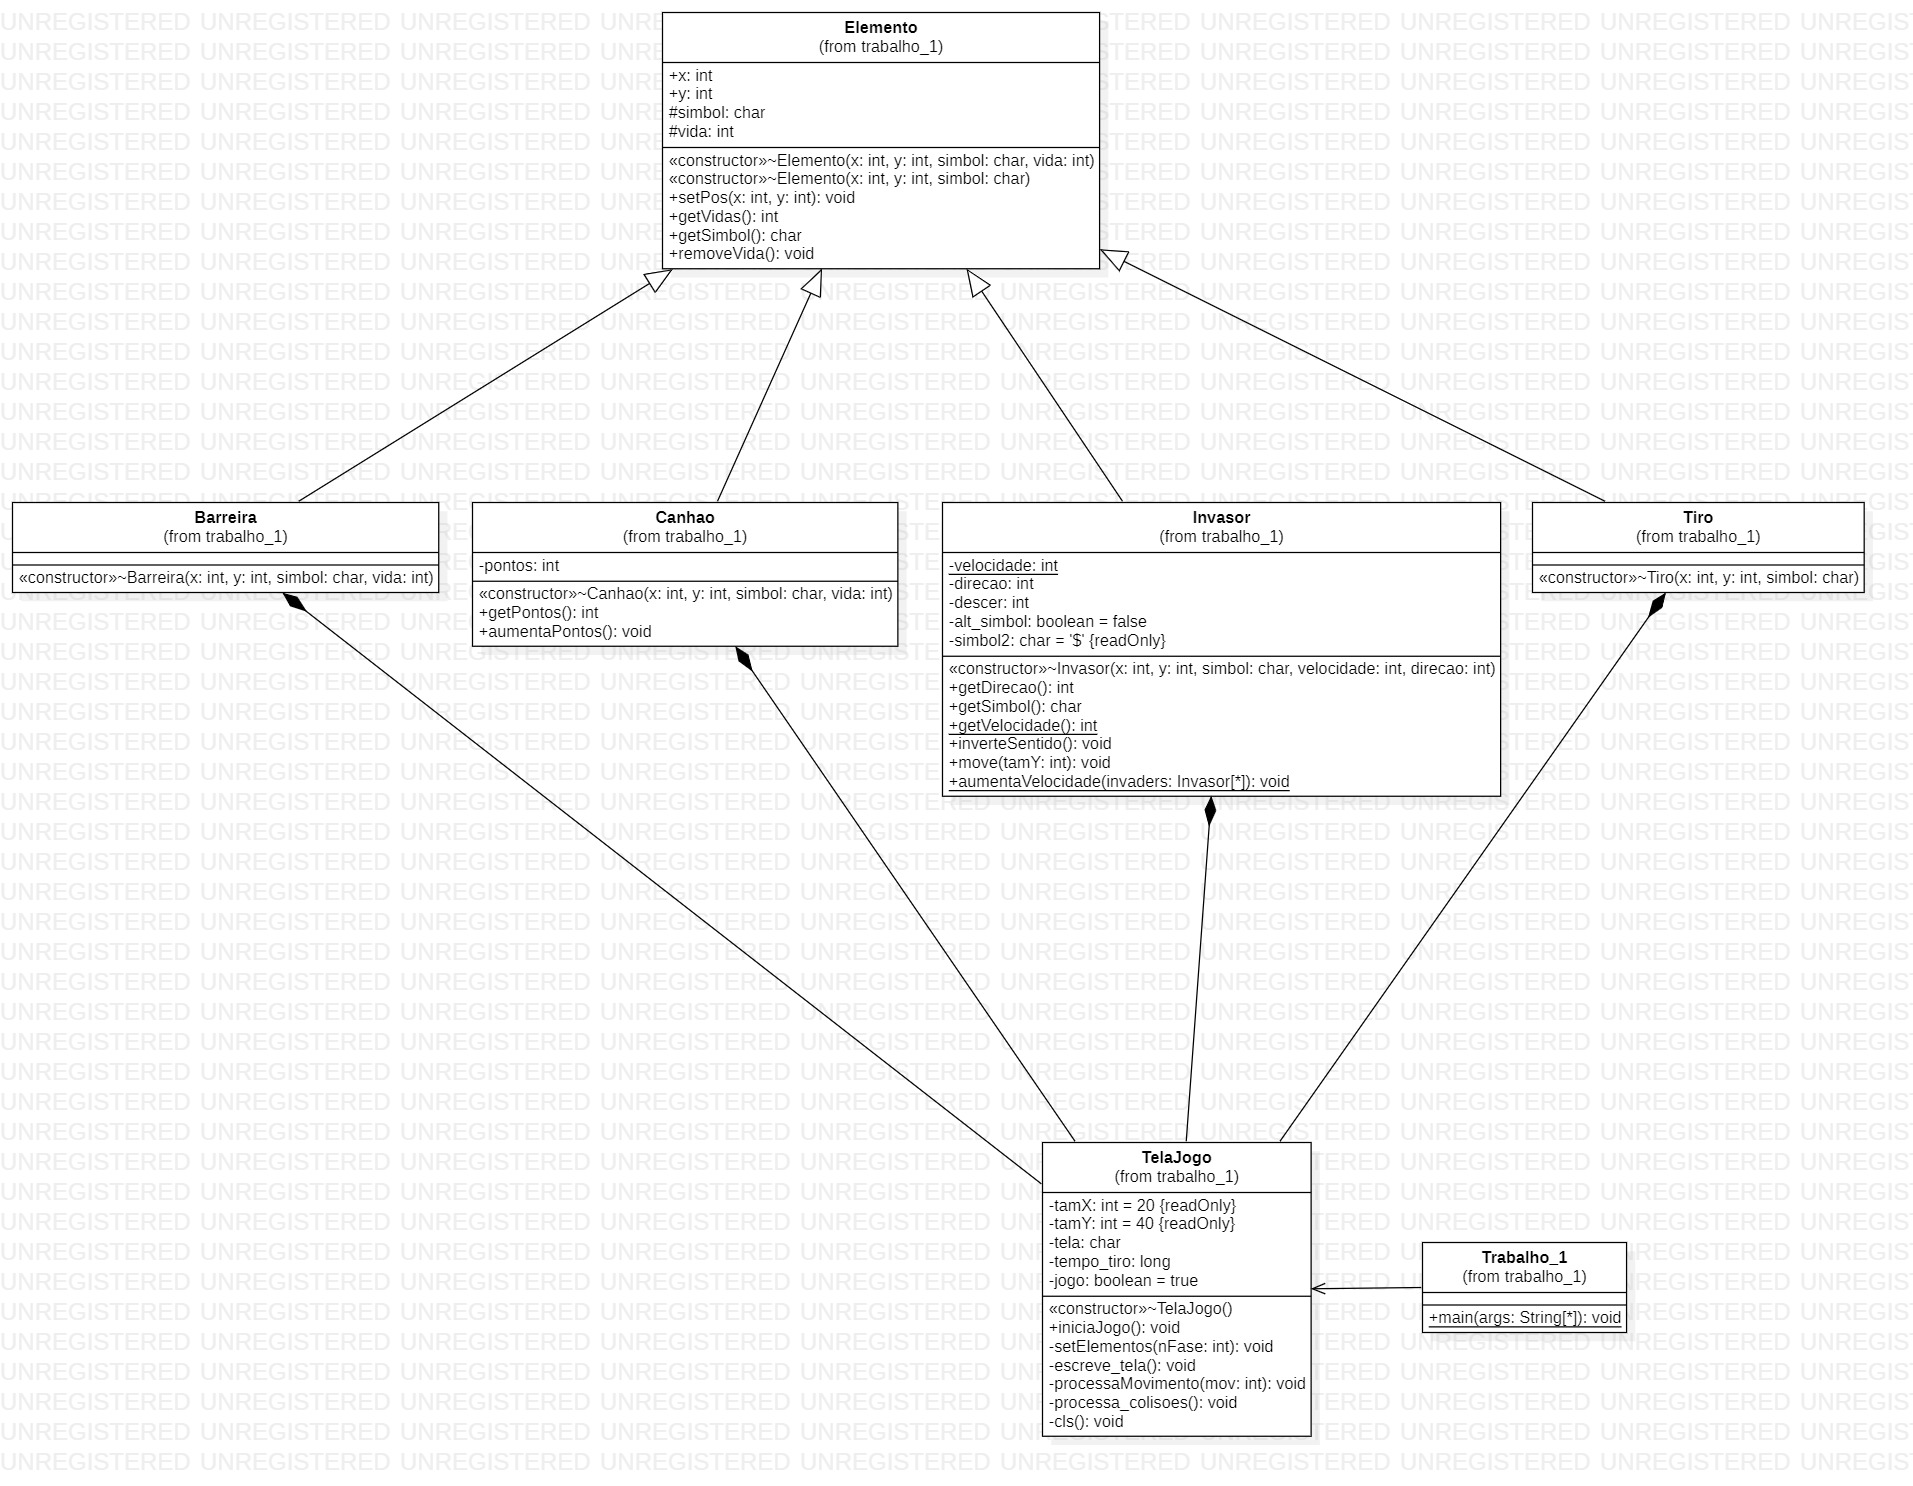 Elemento
(from trabalho_1)
+x: int
+y: int
#simbol: char
#vida: int
«constructor»~Elemento(x: int, y: int, simbol: char, vida: int)
«constructor»~Elemento(x: int, y: int, simbol: char)
+setPos(x: int, y: int): void
+getVidas(): int
+getSimbol(): char
+removeVida(): void
Barreira
(from trabalho_1)
«constructor»~Barreira(x: int, y: int, simbol: char, vida: int)
Canhao
(from trabalho_1)
-pontos: int
«constructor»~Canhao(x: int, y: int, simbol: char, vida: int)
+getPontos(): int
+aumentaPontos(): void
Invasor
(from trabalho_1)
-velocidade: int
-direcao: int
-descer: int
-alt_simbol: boolean = false
-simbol2: char = '$' {readOnly}
«constructor»~Invasor(x: int, y: int, simbol: char, velocidade: int, direcao: int)
+getDirecao(): int
+getSimbol(): char
+getVelocidade(): int
+inverteSentido(): void
+move(tamY: int): void
+aumentaVelocidade(invaders: Invasor[*]): void
Tiro
(from trabalho_1)
«constructor»~Tiro(x: int, y: int, simbol: char)
TelaJogo
(from trabalho_1)
-tamX: int = 20 {readOnly}
-tamY: int = 40 {readOnly}
-tela: char
-tempo_tiro: long
-jogo: boolean = true
«constructor»~TelaJogo()
+iniciaJogo(): void
-setElementos(nFase: int): void
-escreve_tela(): void
-processaMovimento(mov: int): void
-processa_colisoes(): void
-cls(): void
Trabalho_1
(from trabalho_1)
+main(args: String[*]): void
UNREGISTERED